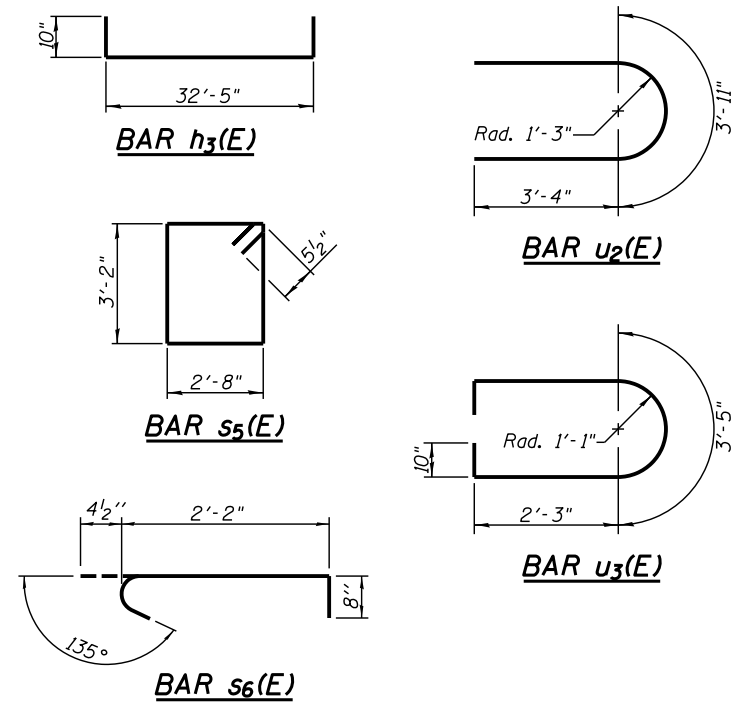 10"
32'-5"
BAR h3(E)
3'-11"
Rad. 1'-3"
3'-4"
BAR u2(E)
3'-2"
5½"
2'-8"
BAR s5(E)
3'-5"
Rad. 1'-1"
10"
2'-3"
BAR u3(E)
4½''
2'-2"
8''
135°
BAR s6(E)